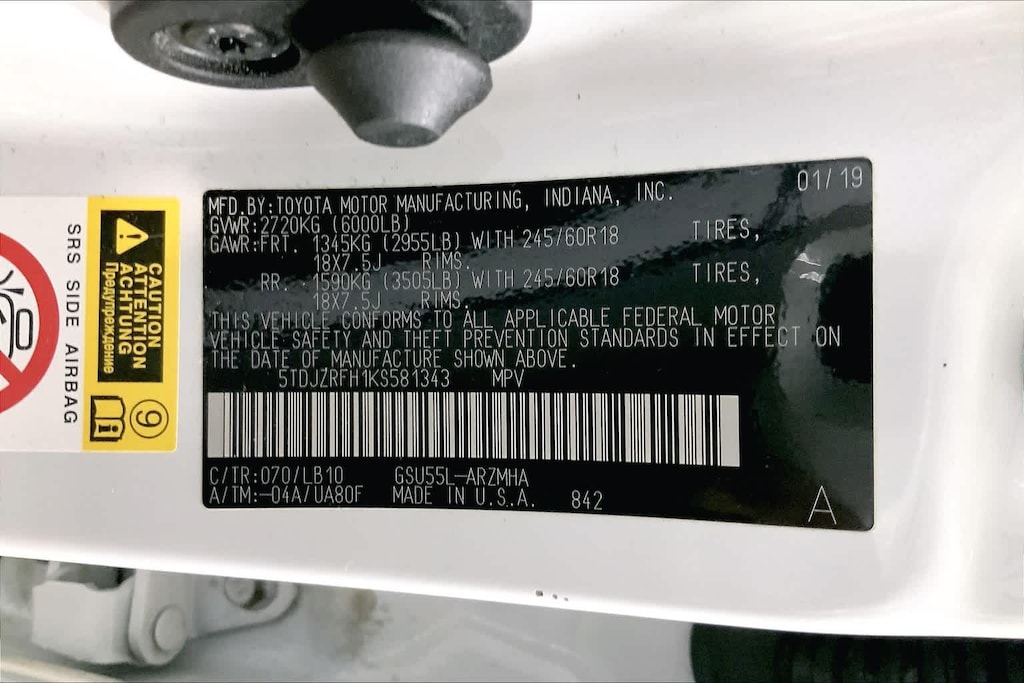 01/19
MFD.BY:TOYOTA MOTOR MANUFACTURING, INDIANA, INC.
GVWR:2720KG (6000LB)
GAWR:FRT. 1345KG (2955LB) WITH 245/60R18 TIRES,
18X7.5J RIMS.
RR. 1590KG (3505LB) WITH 245/60R18 TIRES,
18X7.5J RIMS.
THIS VEHICLE CONFORMS TO ALL APPLICABLE FEDERAL MOTOR
VEHICLE SAFETY AND THEFT PREVENTION STANDARDS IN EFFECT ON
THE DATE OF MANUFACTURE SHOWN ABOVE.
5TDJZRFH1KS581343 MPV
C/TR:070/LB10 GSU55L-ARZMHA
A/TM:-04A/UA80F MADE IN U.S.A. 842
A
CAUTION
ATTENTION
ACHTUNG
Предупреждение
9
i
SRS SIDE AIRBAG